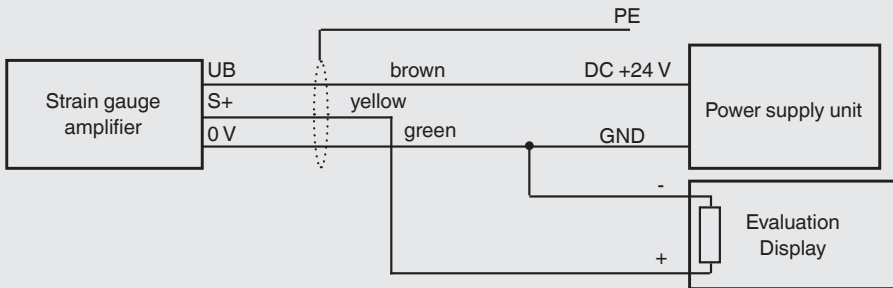 PE
UB
brown
DC +24 V
Strain gauge
amplifier
S+
yellow
Power supply unit
0 V
green
GND
-
Evaluation
Display
+